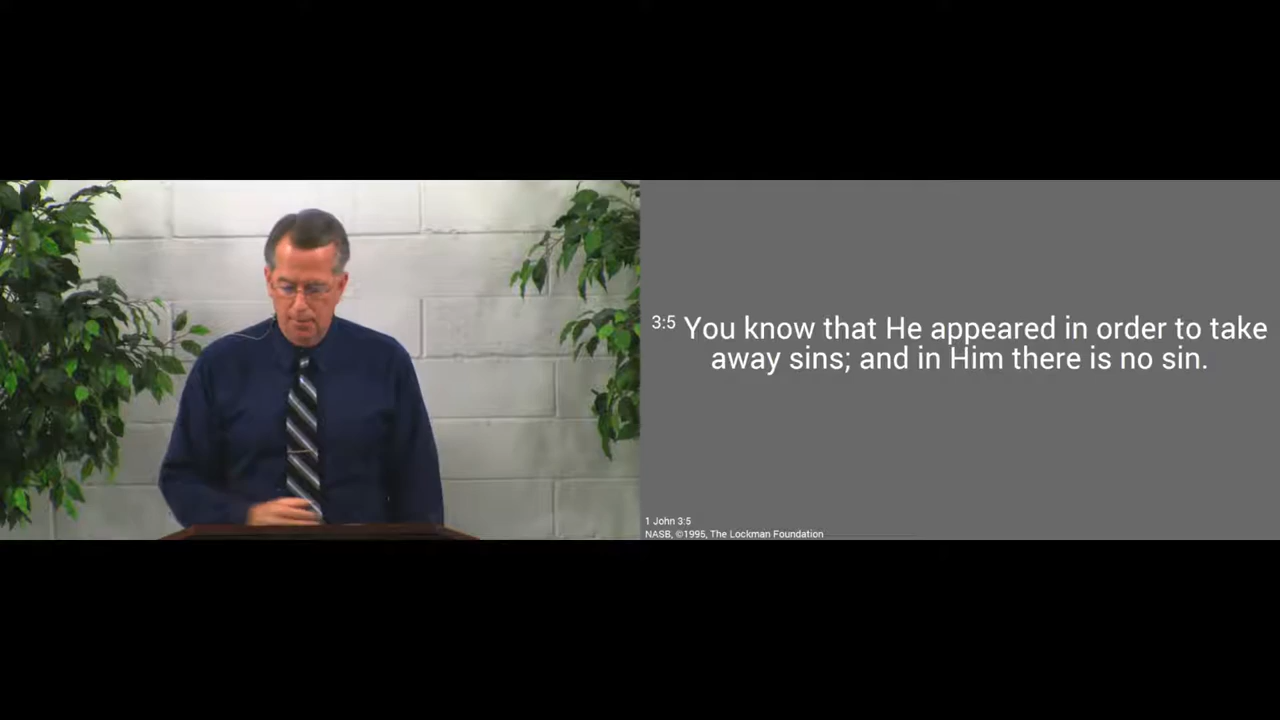 3:5 You know that He appeared in order to take
away sins; and in Him there is no sin.
1 John 3:5
NASB, ©1995, The Lockman Foundation